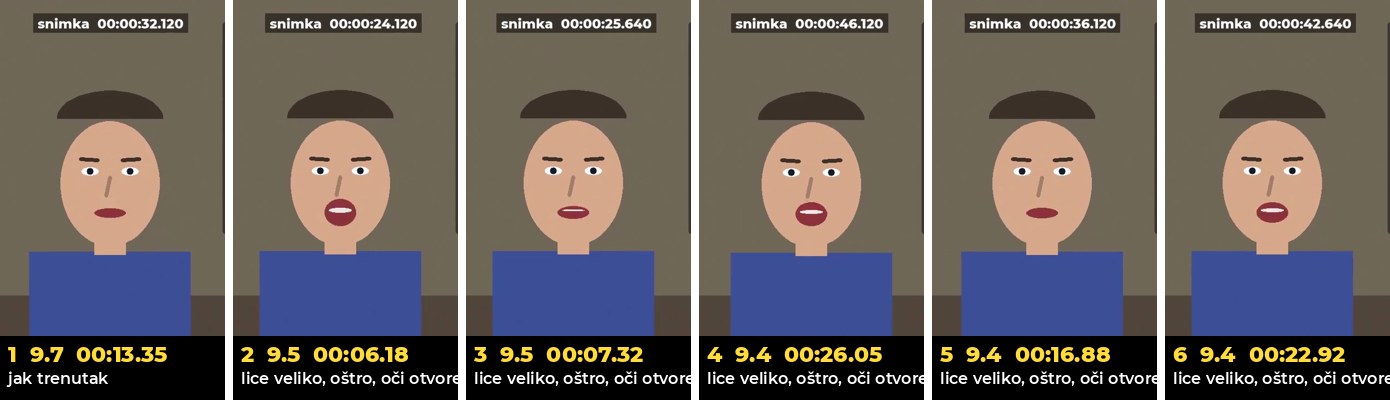 snimka 00:00:32.120
1 9.7 00:13.35
jak trenutak
snimka 00:00:24.120
2 9.5 00:06.18
lice veliko, oštro, oči otvore
snimka 00:00:25.640
3 9.5 00:07.32
lice veliko, oštro, oči otvore
snimka 00:00:46.120
4 9.4 00:26.05
lice veliko, oštro, oči otvore
snimka 00:00:36.120
5 9.4 00:16.88
lice veliko, oštro, oči otvore
snimka 00:00:42.640
6 9.4 00:22.92
lice veliko, oštro, oči otvore